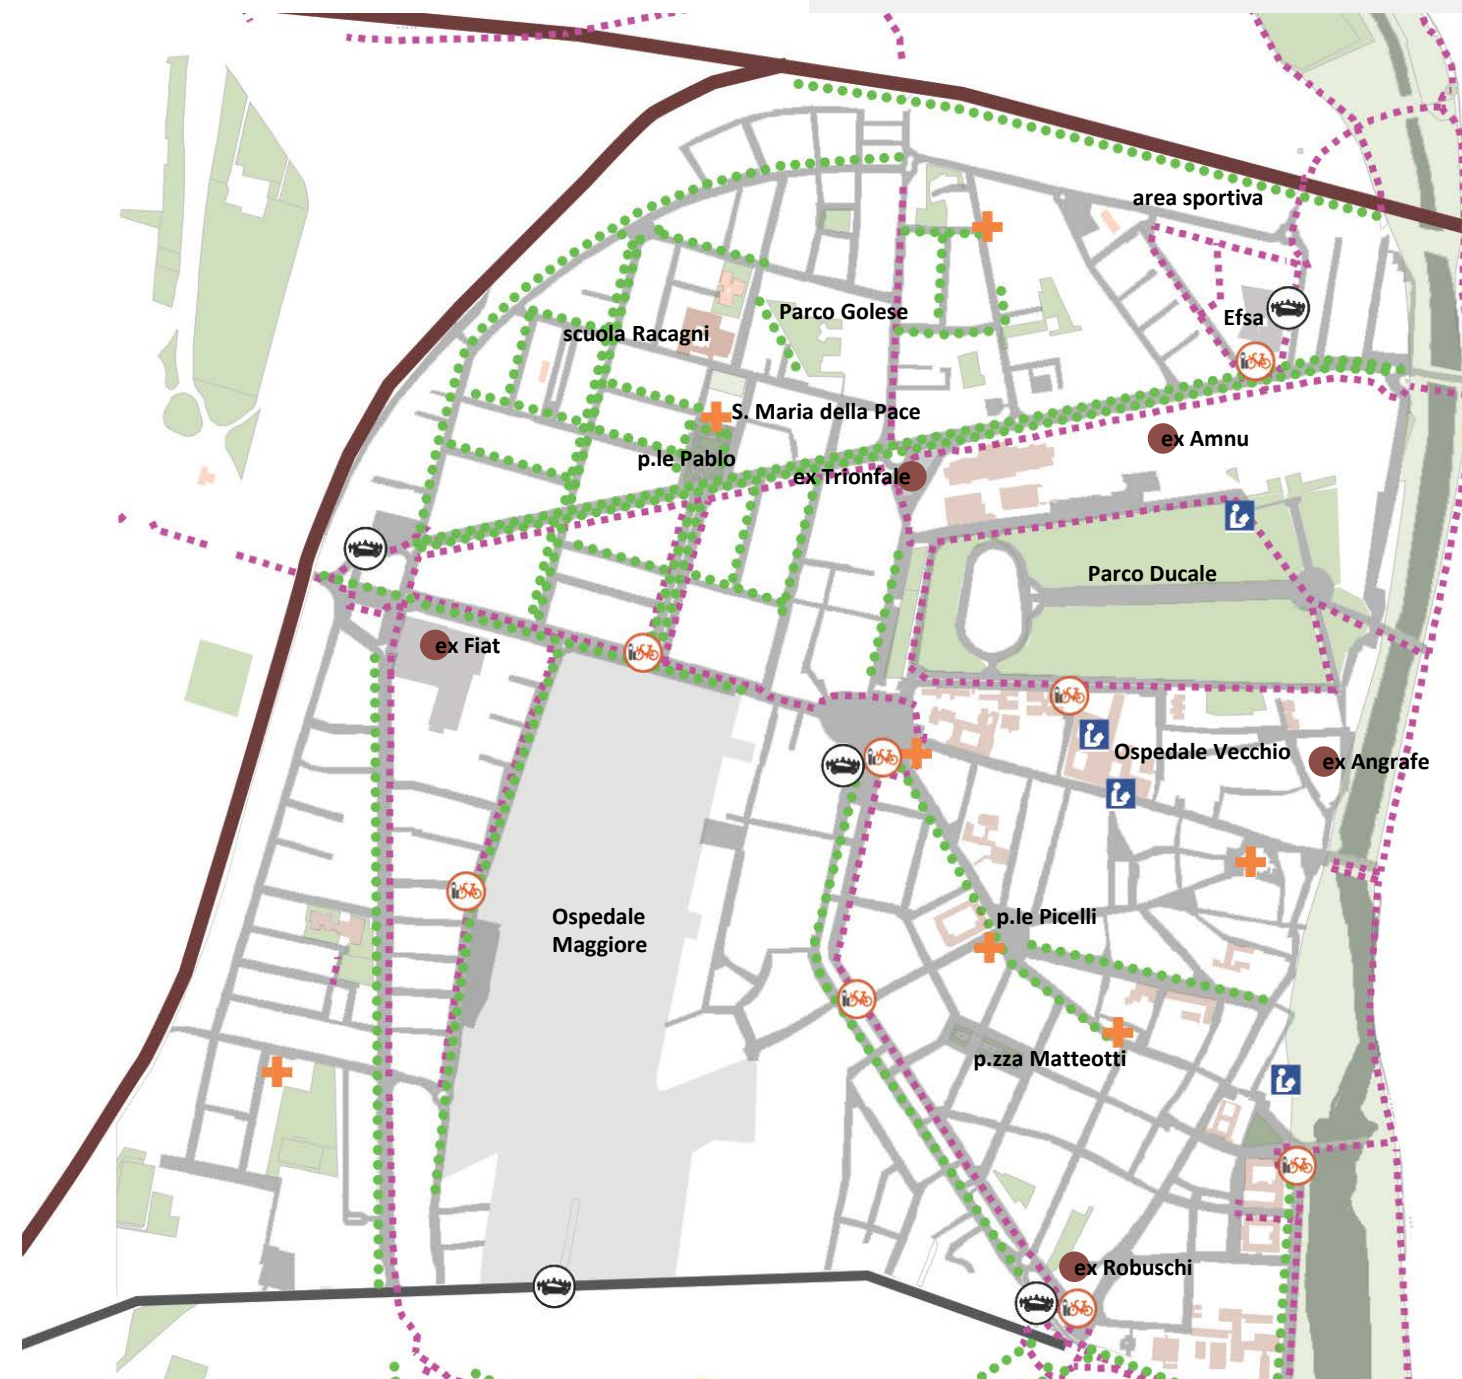 area sportiva
Parco Golese
Efsa
scuola Racagni
S. Maria della Pace
ex Amnu
p.le Pablo
ex Trionfale
Parco Ducale
ex Fiat
Ospedale Vecchio
ex Angrafe
Ospedale
Maggiore
p.le Picelli
p.zza Matteotti
ex Robuschi